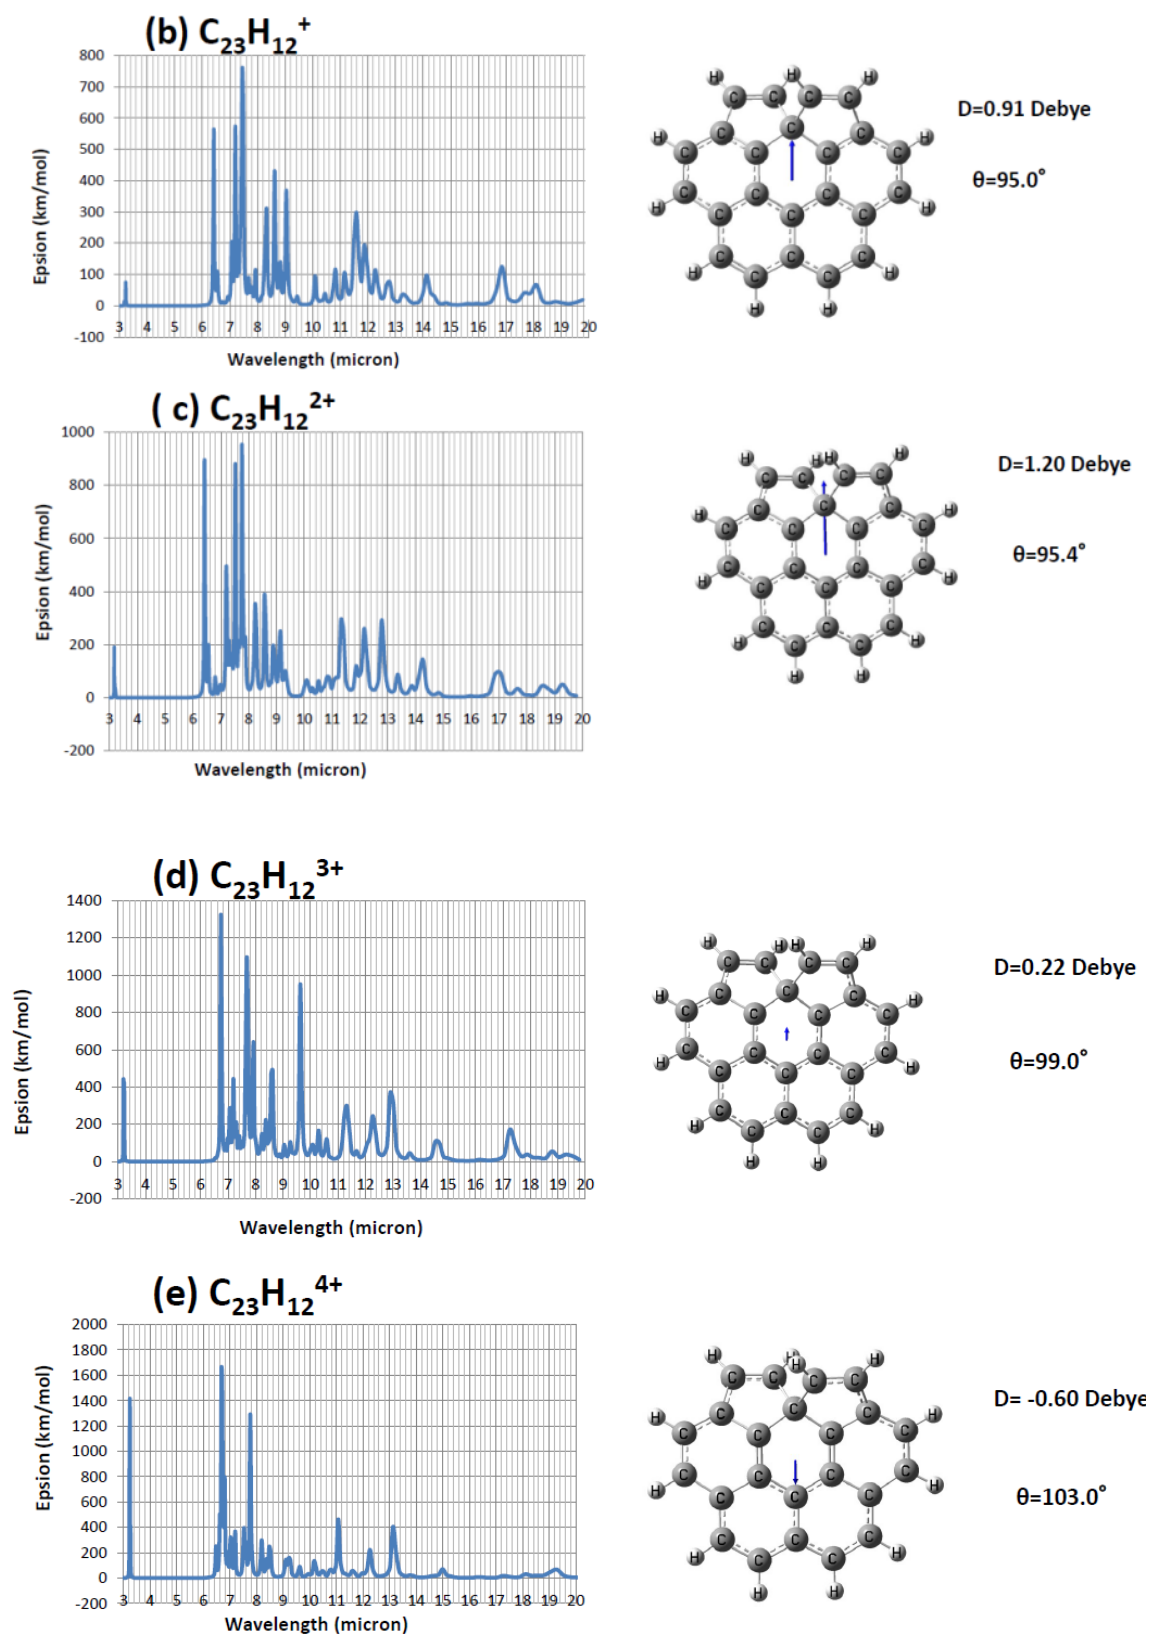 (b) C23H12+
800
700
600
500
400
300
200
100
0
-100
3 4 5 6 7 8 9 10 11 12 13 14 15 16 17 18 19 20
Epsion (km/mol)
Wavelength (micron)
D=0.91 Debye
θ=95.0°
( c) C23H12 2+
1000
800
600
400
200
0
-200
3 4 5 6 7 8 9 10 11 12 13 14 15 16 17 18 19 20
Epsion (km/mol)
Wavelength (micron)
D=1.20 Debye
θ=95.4°
(d) C23H12 3+
1400
1200
1000
800
600
400
200
0
-200
3 4 5 6 7 8 9 10 11 12 13 14 15 16 17 18 19 20
Epsion (km/mol)
Wavelength (micron)
D=0.22 Debye
θ=99.0°
(e) C23H12 4+
2000
1800
1600
1400
1200
1000
800
600
400
200
0
-200
3 4 5 6 7 8 9 10 11 12 13 14 15 16 17 18 19 20
Epsion (km/mol)
Wavelength (micron)
D= -0.60 Debye
θ=103.0°